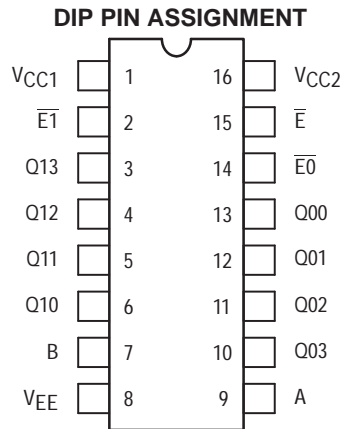 DIP PIN ASSIGNMENT
VCC1 1 16 VCC2
E1 2 15 E
Q13 3 14 E0
Q12 4 13 Q00
Q11 5 12 Q01
Q10 6 11 Q02
B 7 10 Q03
VEE 8 9 A